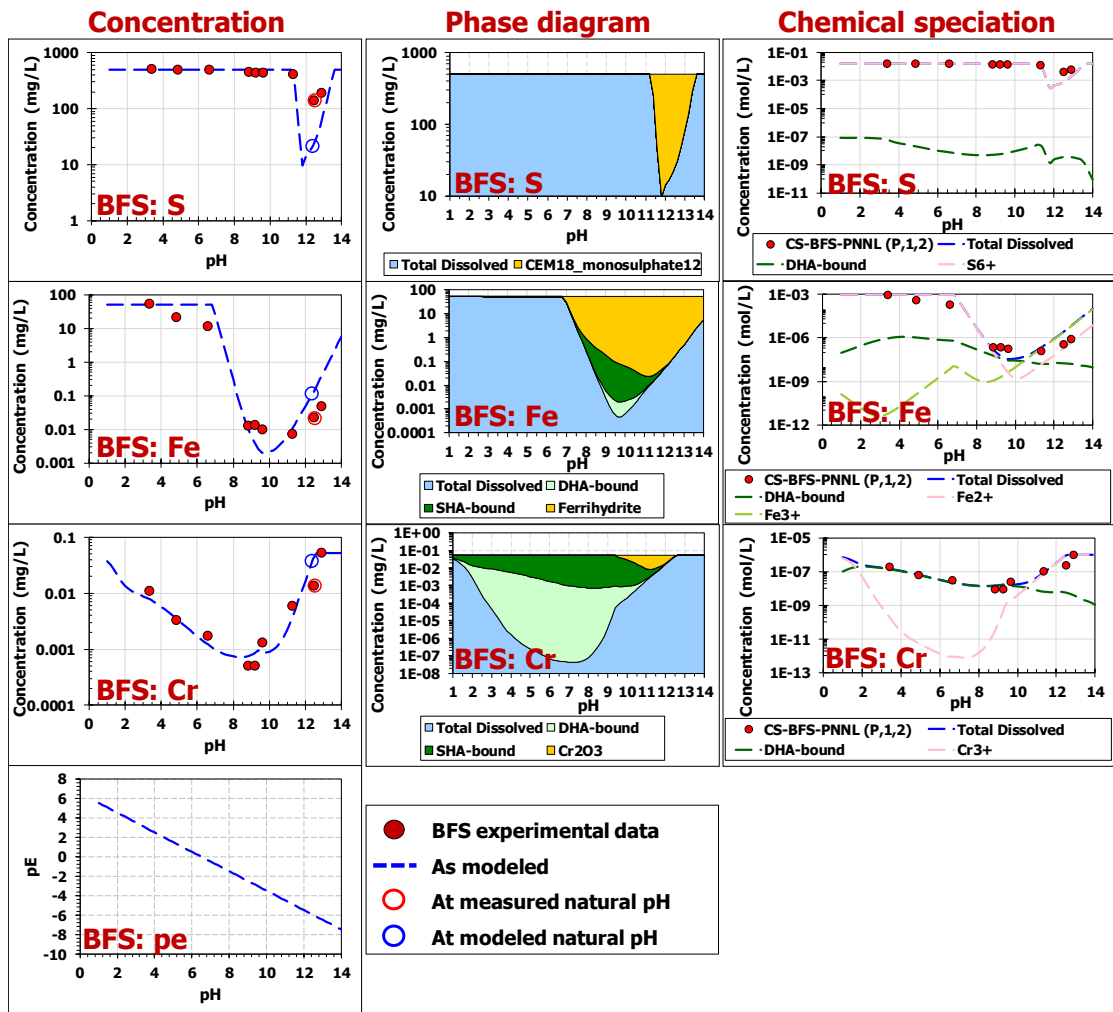 Concentration
Phase diagram
Chemical speciation
1000
100
10
1
Concentration (mg/L)
BFS: S
0 2 4 6 8 10 12 14
pH
1000
100
10
Concentration (mg/L)
BFS: S
1 2 3 4 5 6 7 8 9 10 11 12 13 14
pH
Total Dissolved
CEM18_monosulphate12
1E-01
1E-03
1E-05
1E-07
1E-09
1E-11
Concentration (mol/L)
0 2 4 6 8 10 12 14
pH
BFS: S
CS-BFS-PNNL (P,1,2)
Total Dissolved
DHA-bound
S6+
100
10
1
0.1
0.01
0.001
Concentration (mg/L)
BFS: Fe
0 2 4 6 8 10 12 14
pH
100
10
1
0.1
0.01
0.001
0.0001
Concentration (mg/L)
BFS: Fe
1 2 3 4 5 6 7 8 9 10 11 12 13 14
pH
Total Dissolved
DHA-bound
SHA-bound
Ferrihydrite
1E-03
1E-06
1E-09
1E-12
Concentration (mol/L)
BFS: Fe
0 2 4 6 8 10 12 14
pH
CS-BFS-PNNL (P,1,2)
Total Dissolved
DHA-bound
Fe2+
Fe3+
0.1
0.01
0.001
0.0001
Concentration (mg/L)
BFS: Cr
0 2 4 6 8 10 12 14
pH
1E+00
1E-01
1E-02
1E-03
1E-04
1E-05
1E-06
1E-07
1E-08
Concentration (mg/L)
BFS: Cr
1 2 3 4 5 6 7 8 9 10 11 12 13 14
pH
Total Dissolved
DHA-bound
SHA-bound
Cr2O3
1E-05
1E-07
1E-09
1E-11
1E-13
Concentration (mol/L)
BFS: Cr
0 2 4 6 8 10 12 14
pH
CS-BFS-PNNL (P,1,2)
Total Dissolved
DHA-bound
Cr3+
8
6
4
2
0
-2
-4
-6
-8
-10
pE
BFS: pe
0 2 4 6 8 10 12 14
pH
BFS experimental data
As modeled
At measured natural pH
At modeled natural pH